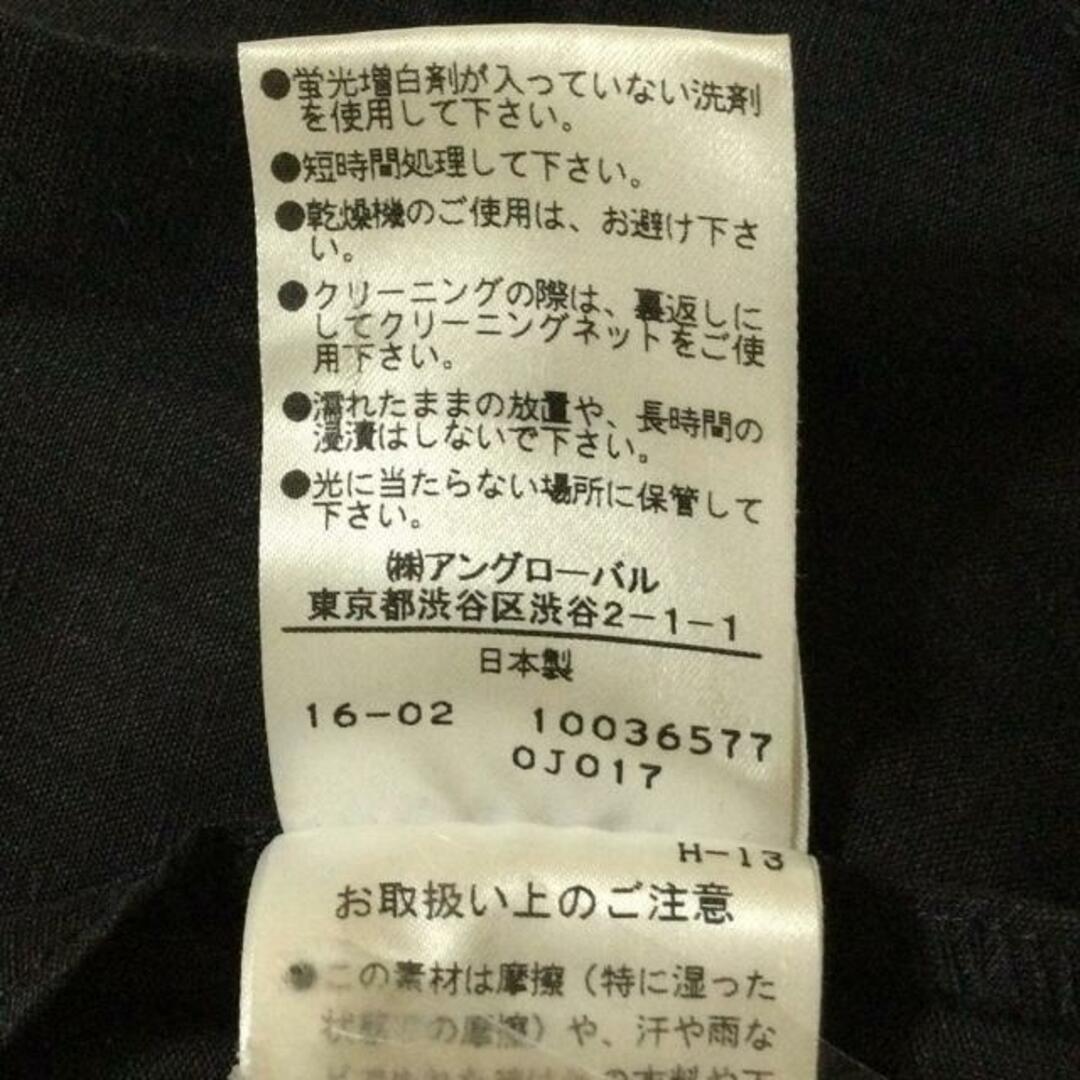 ●蛍光増白剤が入っていない洗剤
を使用して下さい。
●短時間処理して下さい。
●乾燥機のご使用は、お避け下さ
い。
●クリーニングの際は、裏返しに
してクリーニングネットをご使
用下さい。
●濡れたままの放置や、長時間の
浸漬はしないで下さい。
●光に当たらない場所に保管して
下さい。
㈱アングローバル
東京都渋谷区渋谷2-1-1
日本製
16-02 10036577
0J017
H-13
お取扱い上のご注意
●この素材は摩擦（特に湿った
状態での摩擦）や、汗や雨な